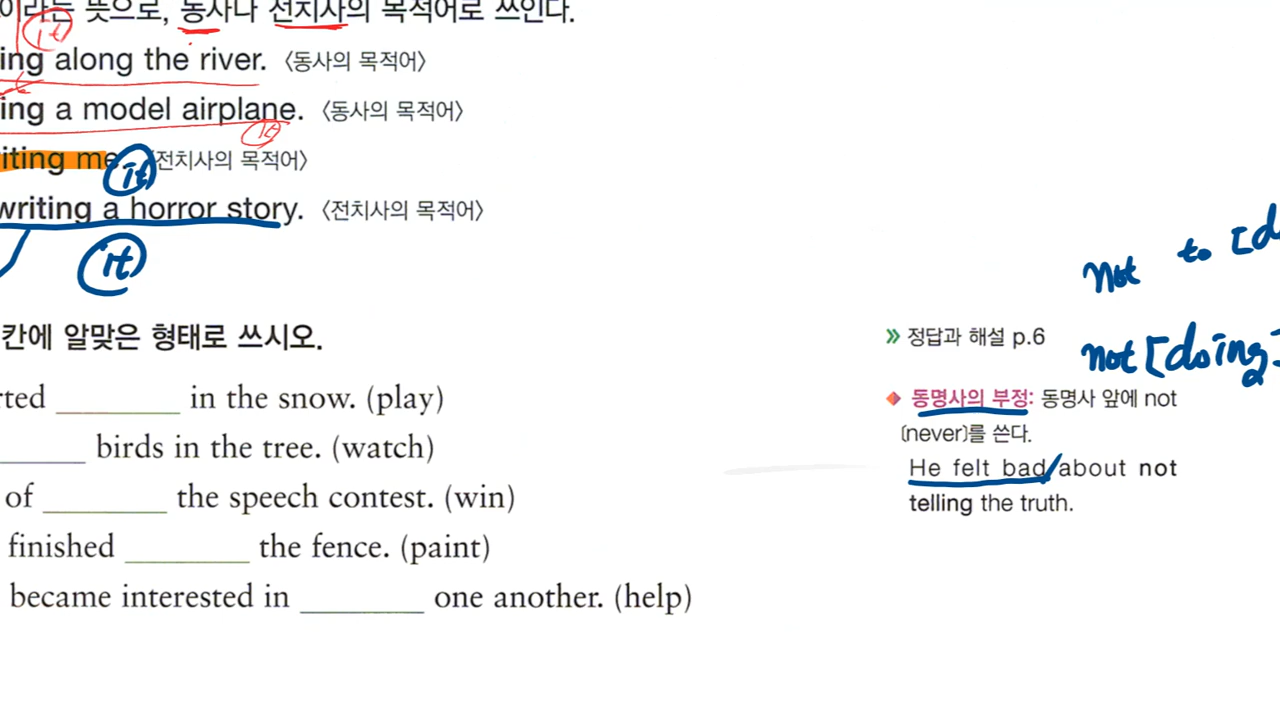 이라는 뜻으로, 동사나 전치사의 목적어로 쓰인다.
it
ing along the river. 〈동사의 목적어〉
ing a model airplane. 〈동사의 목적어〉
it
iting me. 〈전치사의 목적어〉
it
writing a horror story. 〈전치사의 목적어〉
it
not to [do
칸에 알맞은 형태로 쓰시오.
rted ________ in the snow. (play)
______ birds in the tree. (watch)
of ________ the speech contest. (win)
finished ________ the fence. (paint)
became interested in ________ one another. (help)
» 정답과 해설 p.6
not [doing]
동명사의 부정: 동명사 앞에 not
(never)를 쓴다.
He felt bad about not
telling the truth.